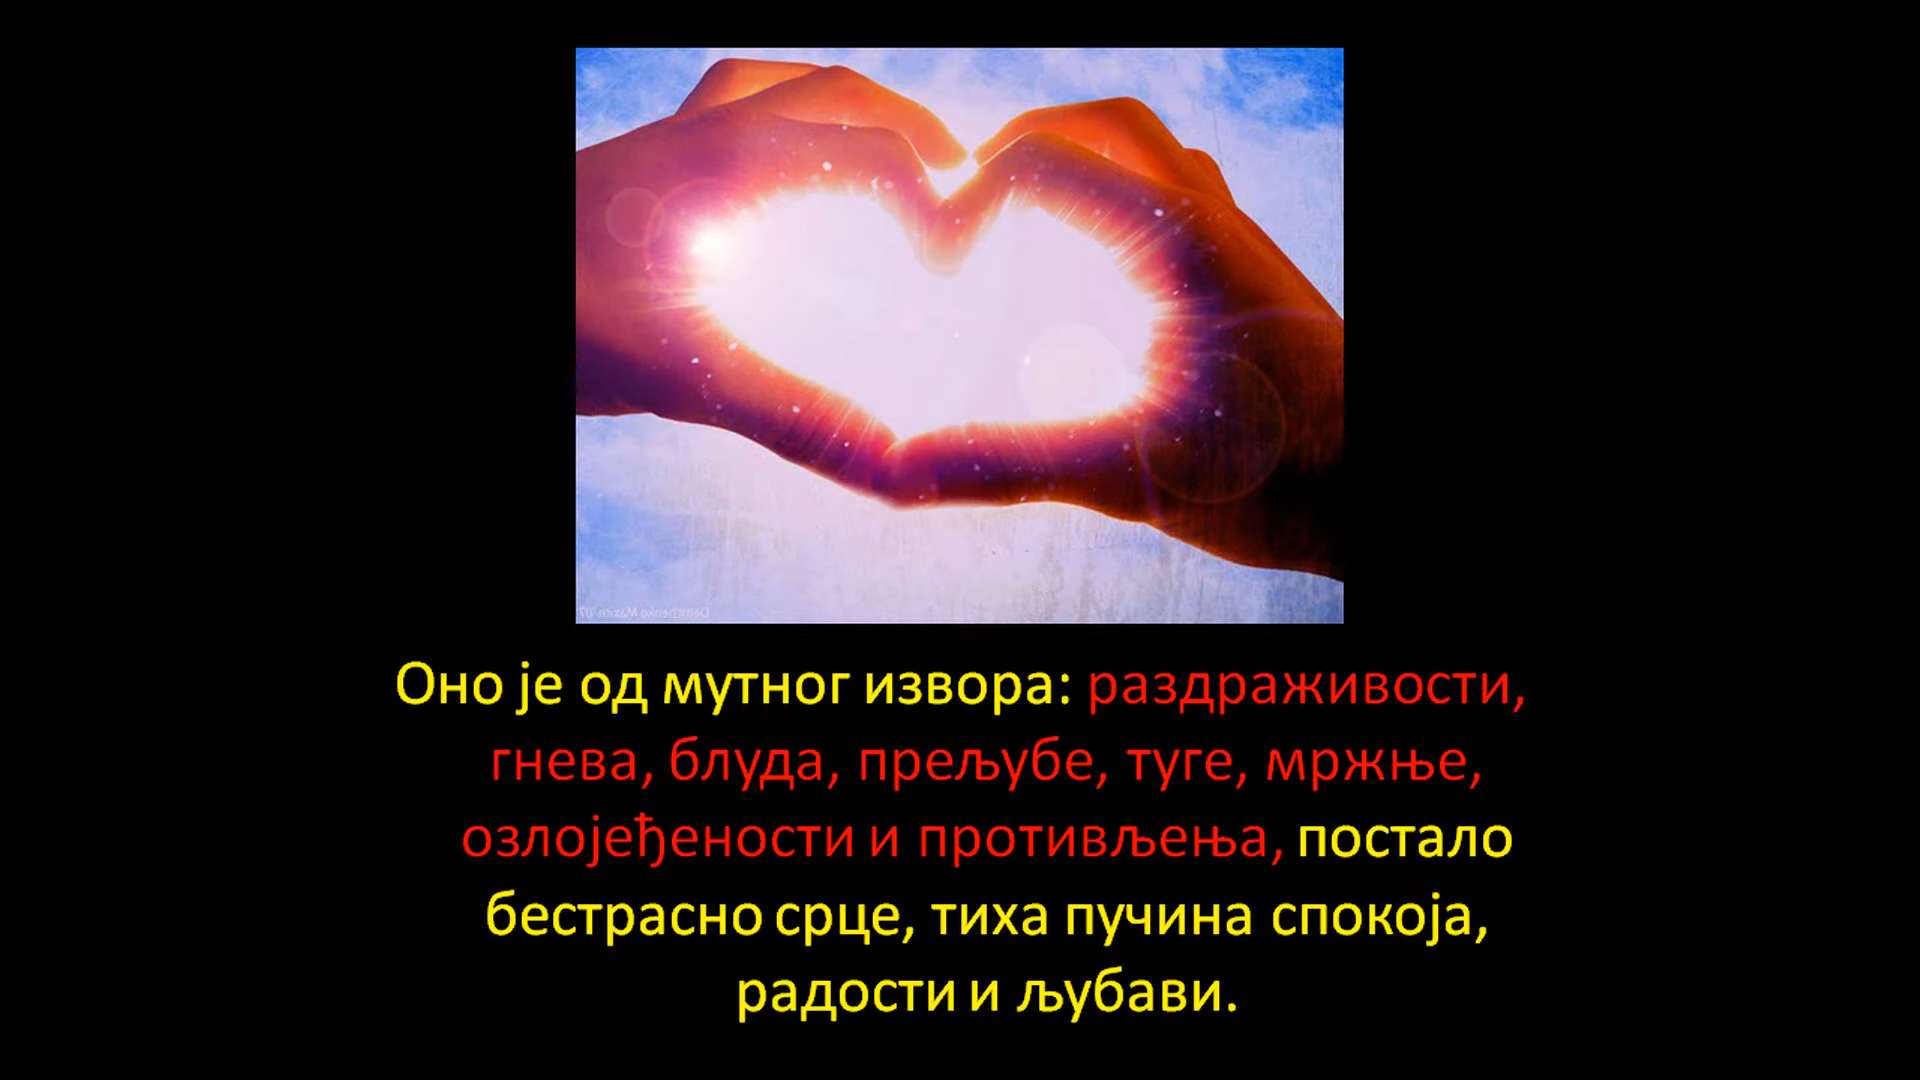 Оно је од мутног извора: раздраживости,
гнева, блуда, прељубе, туге, мржње,
озлојеђености и противљења, постало
бестрасно срце, тиха пучина спокоја,
радости и љубави.